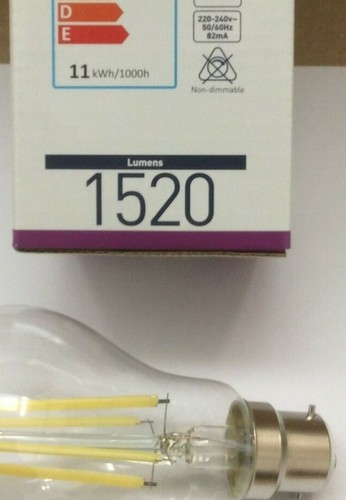 D
E
11 kWh/1000h
220-240v~
50/60Hz
82mA
Non-dimmable
Lumens
1520